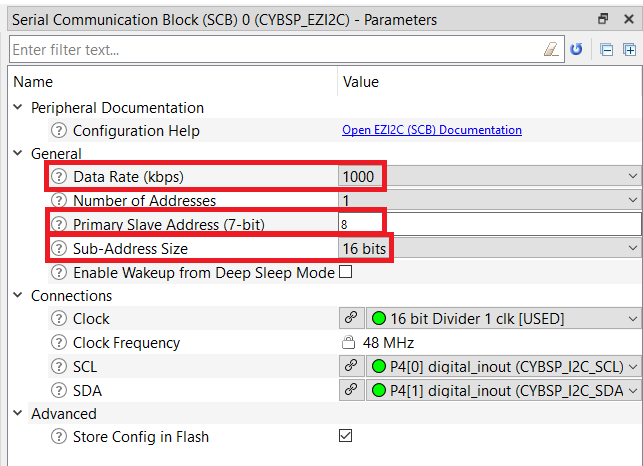 Serial Communication Block (SCB) 0 (CYBSP_EZI2C) - Parameters
Enter filter text...
Name Value
Peripheral Documentation
? Configuration Help Open EZI2C (SCB) Documentation
General
? Data Rate (kbps) 1000
? Number of Addresses 1
? Primary Slave Address (7-bit) 8
? Sub-Address Size 16 bits
? Enable Wakeup from Deep Sleep Mode
Connections
? Clock 16 bit Divider 1 clk [USED]
? Clock Frequency 48 MHz
? SCL P4[0] digital_inout (CYBSP_I2C_SCL)
? SDA P4[1] digital_inout (CYBSP_I2C_SDA
Advanced
? Store Config in Flash